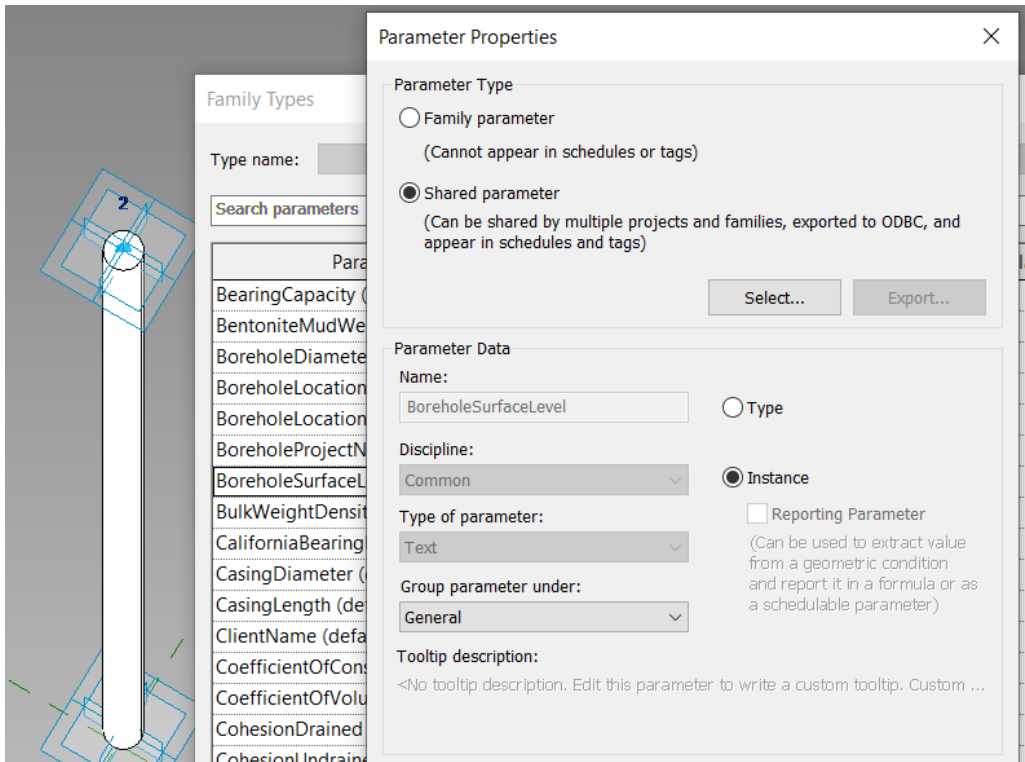 Parameter Properties
Family Types
Parameter Type
Family parameter
(Cannot appear in schedules or tags)
Shared parameter
(Can be shared by multiple projects and families, exported to ODBC, and
appear in schedules and tags)
Select...
Export...
Parameter Data
Name:
BoreholeSurfaceLevel
Type
Discipline:
Common
Instance
Reporting Parameter
Type of parameter:
Text
(Can be used to extract value
from a geometric condition
and report it in a formula or as
a schedulable parameter)
Group parameter under:
General
Tooltip description:
<No tooltip description. Edit this parameter to write a custom tooltip. Custom ...
Type name:
Search parameters
Para
BearingCapacity (
BentoniteMudWe
BoreholeDiamete
BoreholeLocation
BoreholeLocation
BoreholeProjectN
BoreholeSurfaceL
BulkWeightDensit
CaliforniaBearing
CasingDiameter (
CasingLength (de
ClientName (defa
CoefficientOfCons
CoefficientOfVolu
CohesionDrained
CohesionUndraine
2